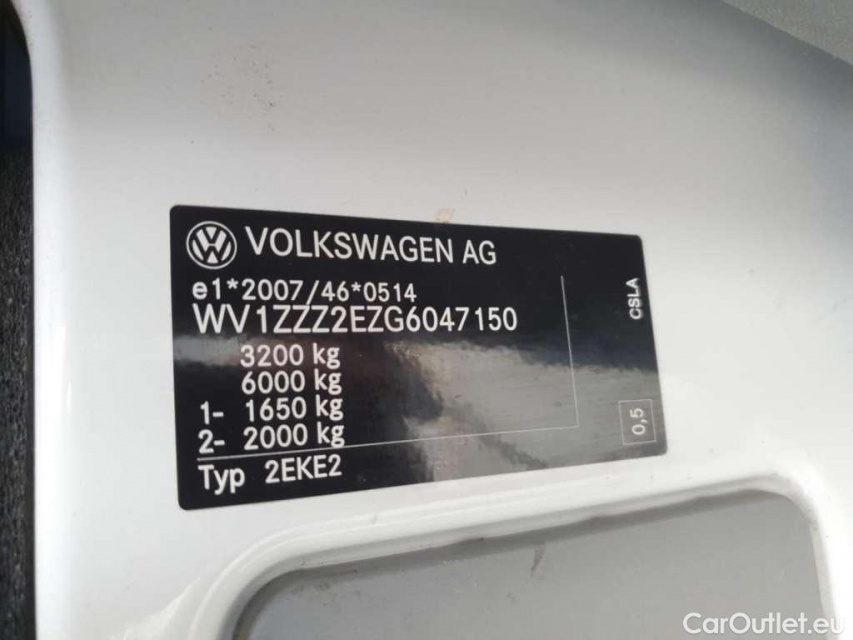 VOLKSWAGEN AG
e1*2007/46*0514
WV1ZZZ2EZG6047150
3200 kg
6000 kg
1- 1650 kg
2- 2000 kg
Typ 2EKE2
CSLA
0,5
CarOutlet.eu